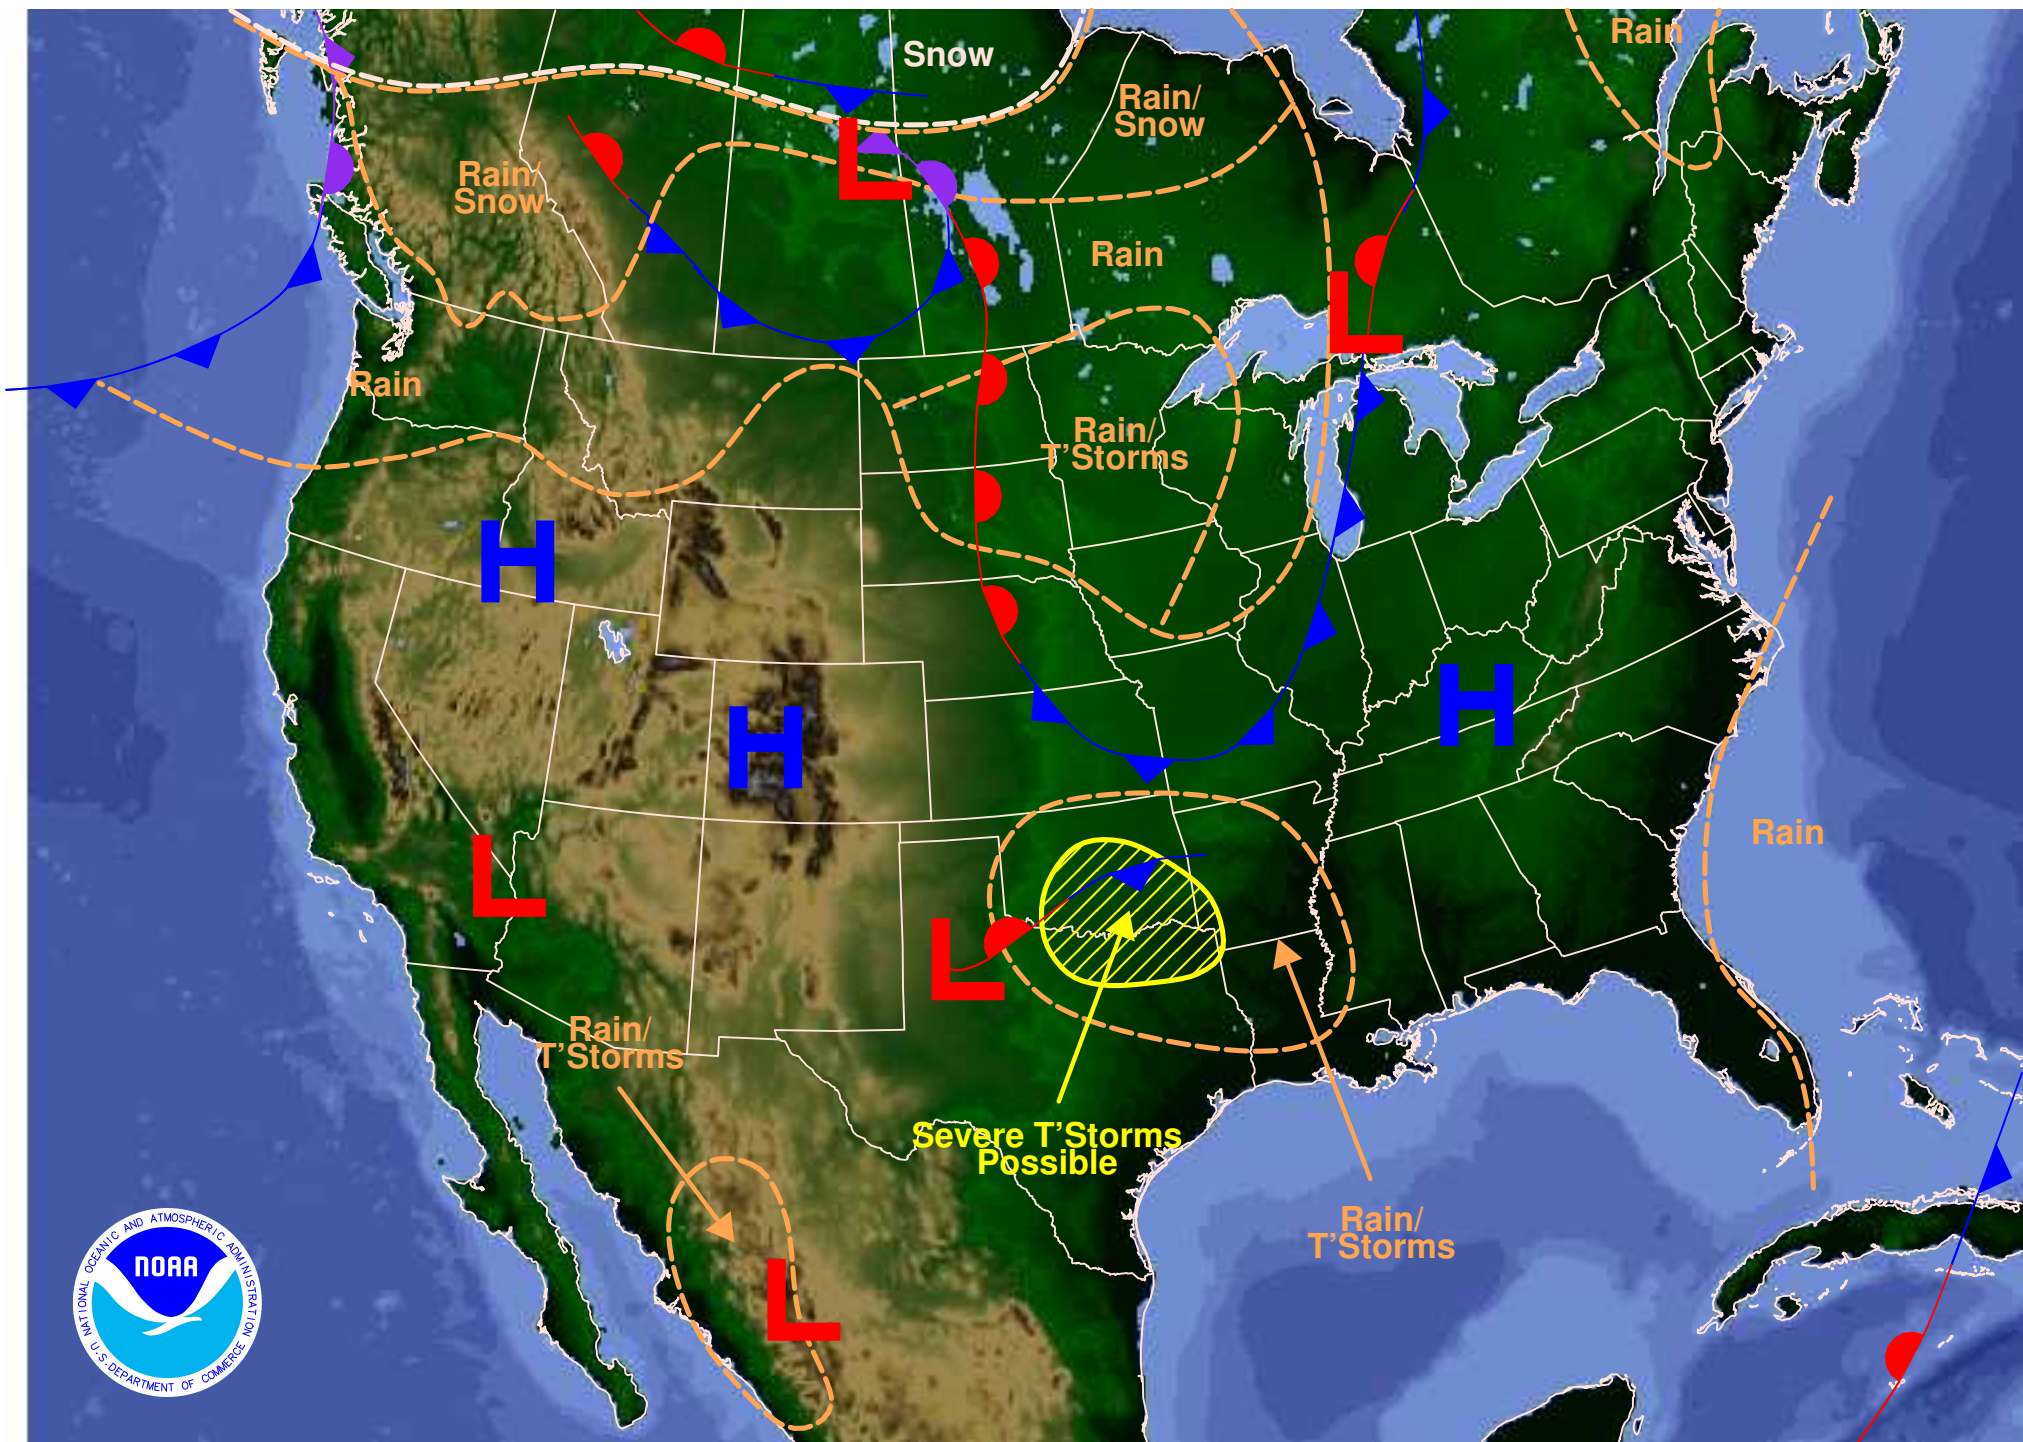 Rain
Snow
Rain/
Snow
Rain/
Snow
Rain
Rain
Rain/
T'Storms
H
H
H
L
L
L
L
L
Rain
Rain/
T'Storms
Severe T'Storms
Possible
Rain/
T'Storms
NATIONAL OCEANIC AND ATMOSPHERIC ADMINISTRATION
NOAA
U.S. DEPARTMENT OF COMMERCE